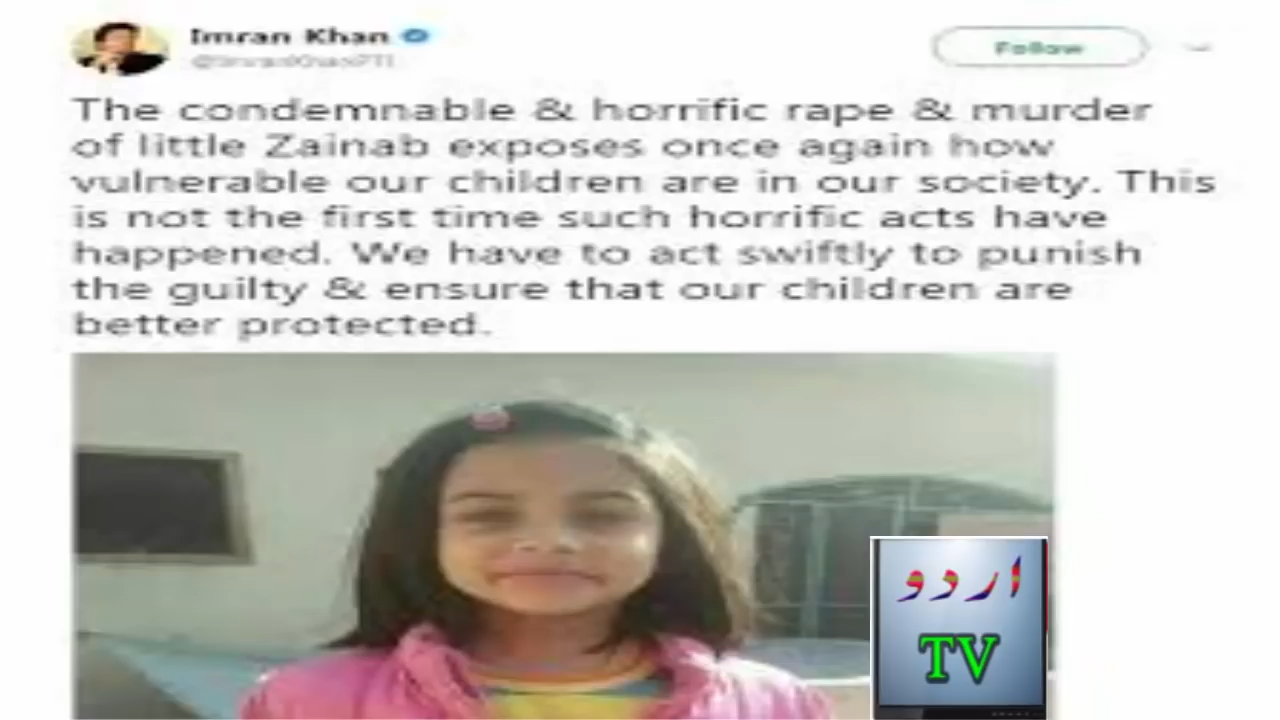 Imran Khan
@ImranKhanPTI
Follow
The condemnable & horrific rape & murder
of little Zainab exposes once again how
vulnerable our children are in our society. This
is not the first time such horrific acts have
happened. We have to act swiftly to punish
the guilty & ensure that our children are
better protected.
اردو
TV